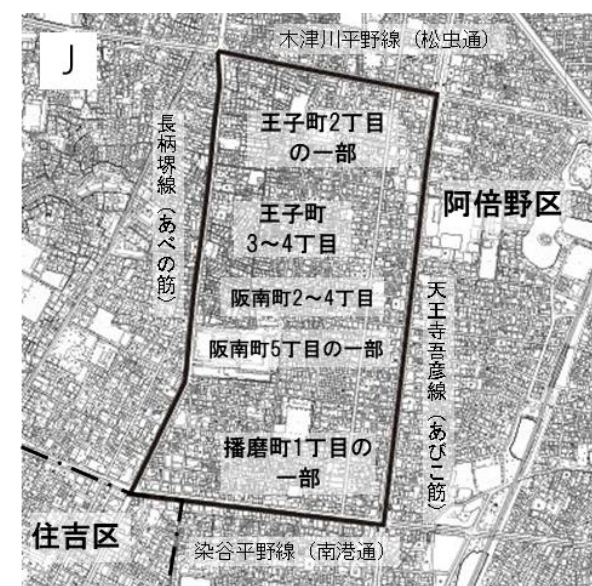 木津川平野線（松虫通）
J
王子町2丁目
の一部
長柄堺線（あべの筋）
阿倍野区
王子町
3～4丁目
阪南町2～4丁目
天王寺吾彦線（あびこ筋）
阪南町5丁目の一部
播磨町1丁目の
一部
住吉区
染谷平野線（南港通）